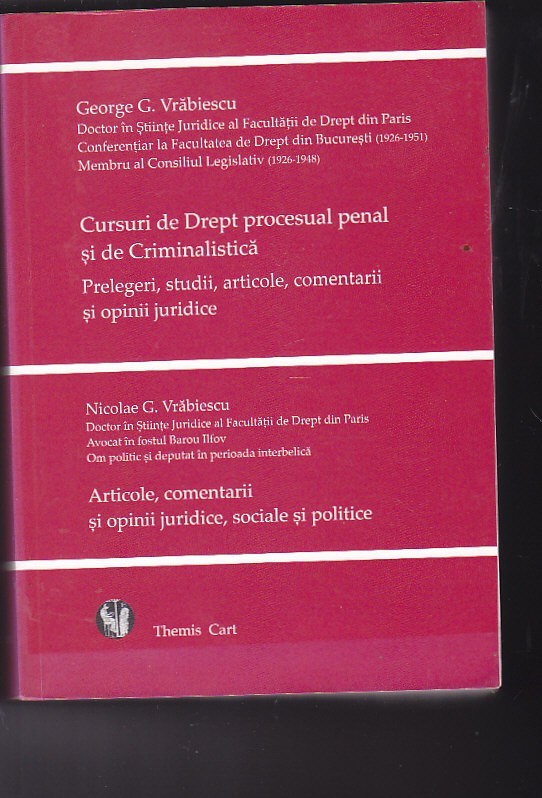 George G. Vrăbiescu
Doctor în Științe Juridice al Facultății de Drept din Paris
Conferențiar la Facultatea de Drept din București (1926-1951)
Membru al Consiliul Legislativ (1926-1948)
Cursuri de Drept procesual penal
și de Criminalistică
Prelegeri, studii, articole, comentarii
și opinii juridice
Nicolae G. Vrăbiescu
Doctor în Științe Juridice al Facultății de Drept din Paris
Avocat în fostul Barou Ilfov
Om politic și deputat în perioada interbelică
Articole, comentarii
și opinii juridice, sociale și politice
Themis Cart